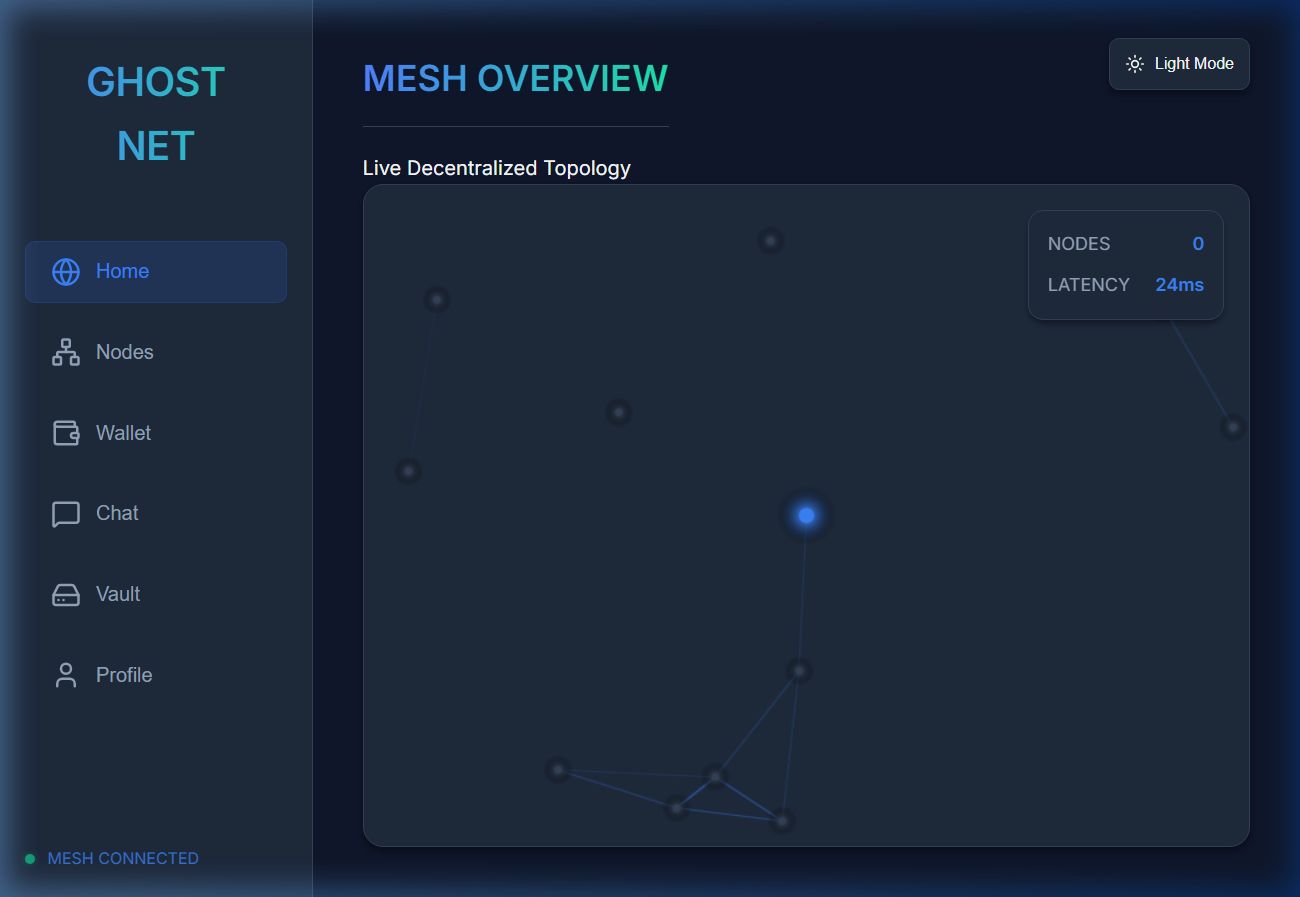 GHOST
NET
Home
Nodes
Wallet
Chat
Vault
Profile
MESH CONNECTED
MESH OVERVIEW
Light Mode
Live Decentralized Topology
NODES 0
LATENCY 24ms